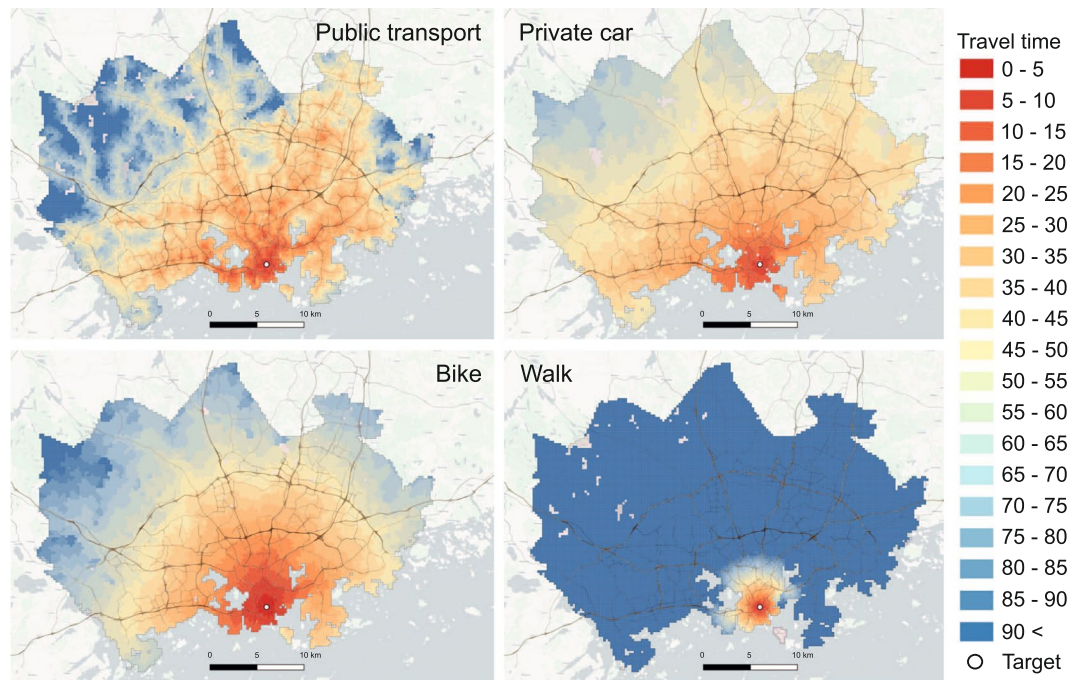 Public transport
Private car
0 5 10 km
0 5 10 km
Bike
Walk
0 5 10 km
0 5 10 km
Travel time
0 - 5
5 - 10
10 - 15
15 - 20
20 - 25
25 - 30
30 - 35
35 - 40
40 - 45
45 - 50
50 - 55
55 - 60
60 - 65
65 - 70
70 - 75
75 - 80
80 - 85
85 - 90
90 <
Target